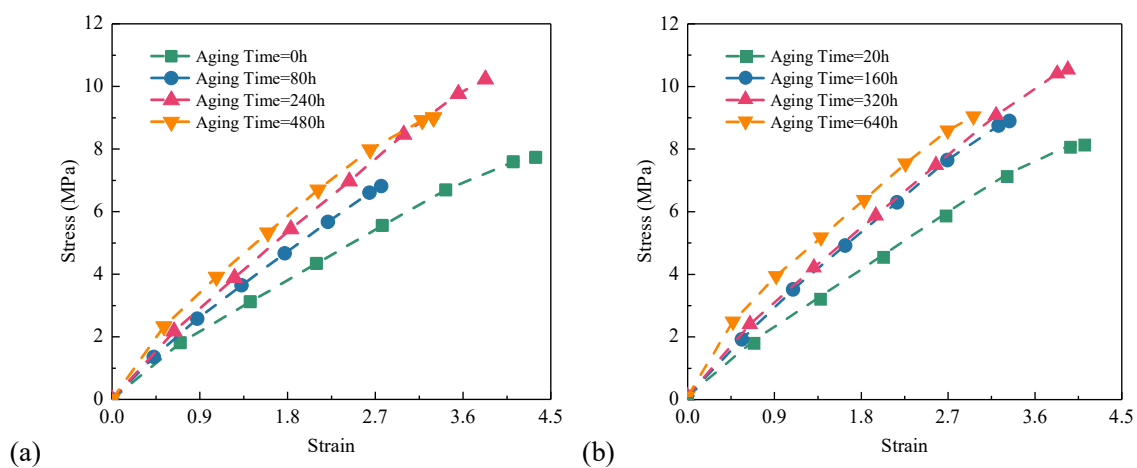 12
10
8
6
4
2
0
Stress (MPa)
Aging Time=0h
Aging Time=80h
Aging Time=240h
Aging Time=480h
0.0 0.9 1.8 2.7 3.6 4.5
Strain
(a)
12
10
8
6
4
2
0
Stress (MPa)
Aging Time=20h
Aging Time=160h
Aging Time=320h
Aging Time=640h
0.0 0.9 1.8 2.7 3.6 4.5
Strain
(b)